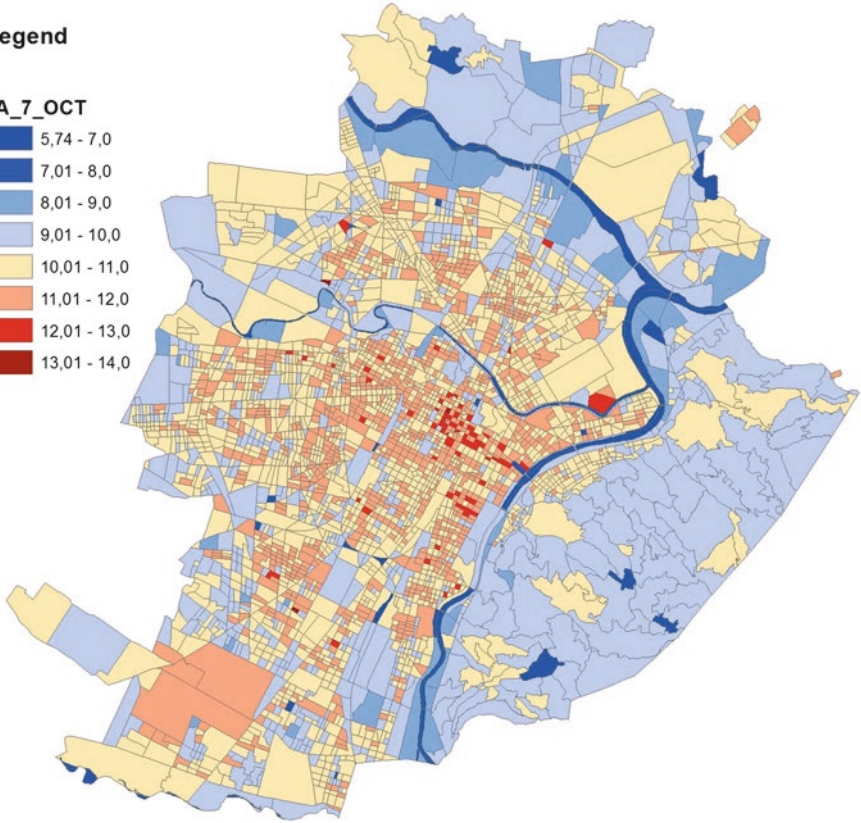 egend
A_7_OCT
5,74 - 7,0
7,01 - 8,0
8,01 - 9,0
9,01 - 10,0
10,01 - 11,0
11,01 - 12,0
12,01 - 13,0
13,01 - 14,0